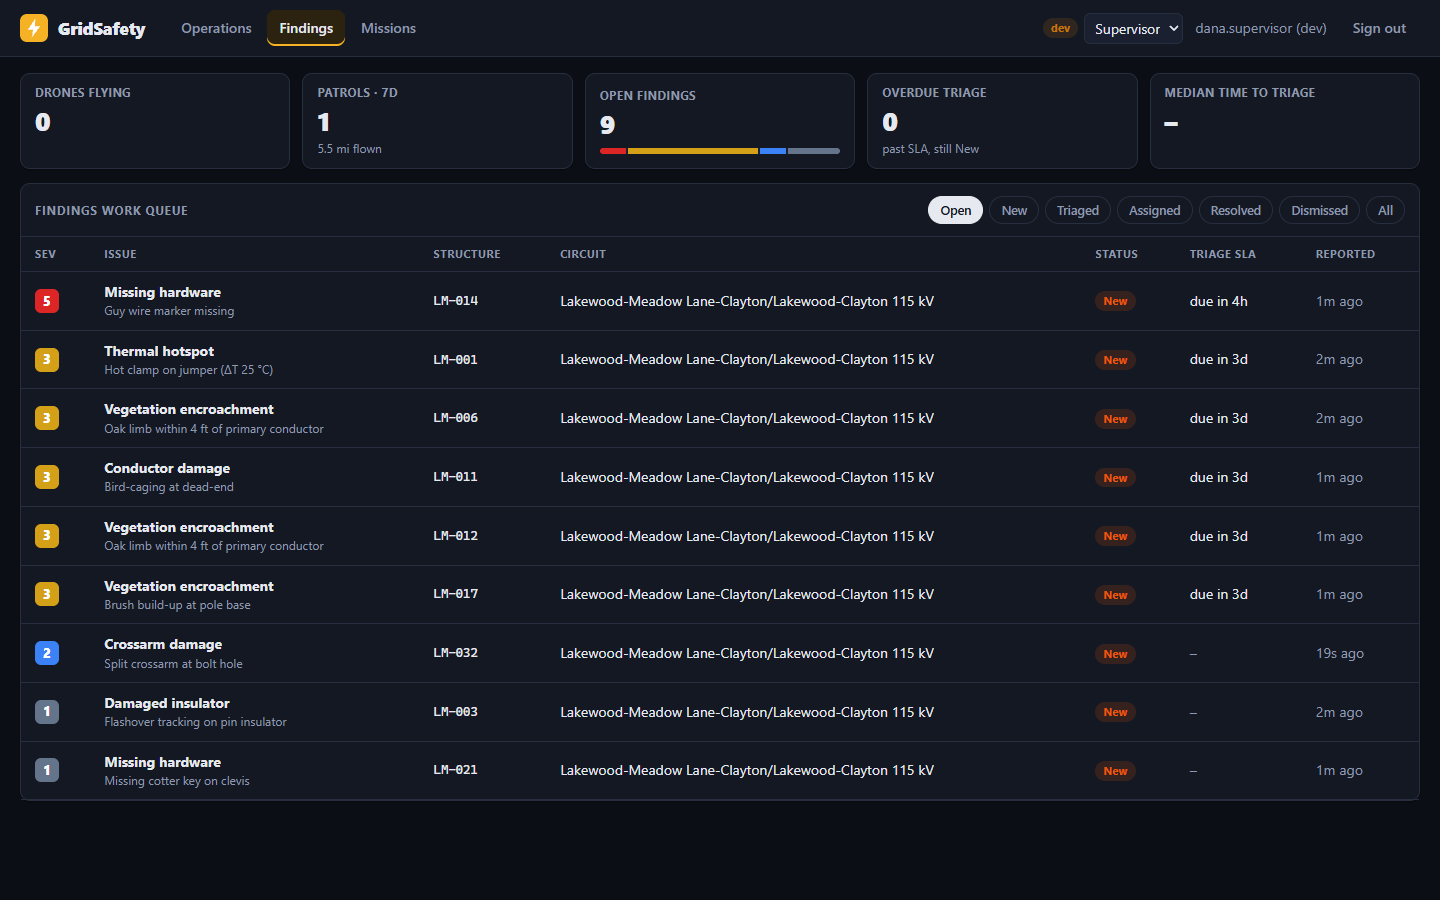 GridSafety Operations Findings Missions dev Supervisor dana.supervisor (dev) Sign out
DRONES FLYING
0
PATROLS · 7D
1
5.5 mi flown
OPEN FINDINGS
9
OVERDUE TRIAGE
0
past SLA, still New
MEDIAN TIME TO TRIAGE
–
FINDINGS WORK QUEUE Open New Triaged Assigned Resolved Dismissed All
SEV ISSUE STRUCTURE CIRCUIT STATUS TRIAGE SLA REPORTED
5 Missing hardware LM-014 Lakewood-Meadow Lane-Clayton/Lakewood-Clayton 115 kV New due in 4h 1m ago
Guy wire marker missing
3 Thermal hotspot LM-001 Lakewood-Meadow Lane-Clayton/Lakewood-Clayton 115 kV New due in 3d 2m ago
Hot clamp on jumper (ΔT 25 °C)
3 Vegetation encroachment LM-006 Lakewood-Meadow Lane-Clayton/Lakewood-Clayton 115 kV New due in 3d 2m ago
Oak limb within 4 ft of primary conductor
3 Conductor damage LM-011 Lakewood-Meadow Lane-Clayton/Lakewood-Clayton 115 kV New due in 3d 1m ago
Bird-caging at dead-end
3 Vegetation encroachment LM-012 Lakewood-Meadow Lane-Clayton/Lakewood-Clayton 115 kV New due in 3d 1m ago
Oak limb within 4 ft of primary conductor
3 Vegetation encroachment LM-017 Lakewood-Meadow Lane-Clayton/Lakewood-Clayton 115 kV New due in 3d 1m ago
Brush build-up at pole base
2 Crossarm damage LM-032 Lakewood-Meadow Lane-Clayton/Lakewood-Clayton 115 kV New – 19s ago
Split crossarm at bolt hole
1 Damaged insulator LM-003 Lakewood-Meadow Lane-Clayton/Lakewood-Clayton 115 kV New – 2m ago
Flashover tracking on pin insulator
1 Missing hardware LM-021 Lakewood-Meadow Lane-Clayton/Lakewood-Clayton 115 kV New – 1m ago
Missing cotter key on clevis